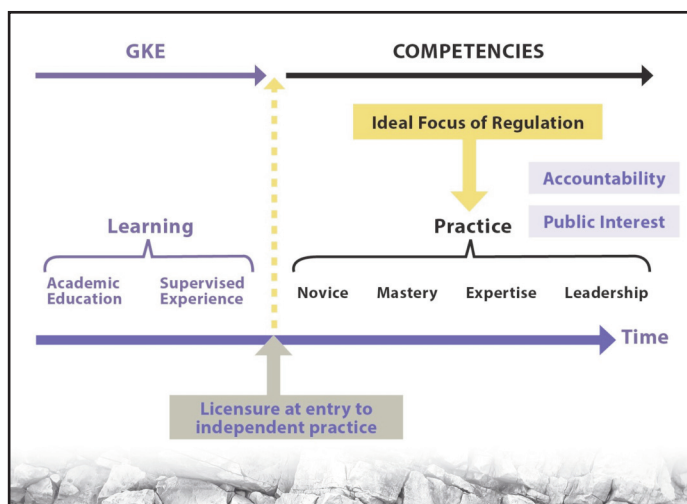 GKE
COMPETENCIES
Ideal Focus of Regulation
Accountability
Public Interest
Learning
Practice
Academic
Education
Supervised
Experience
Novice
Mastery
Expertise
Leadership
Time
Licensure at entry to
independent practice